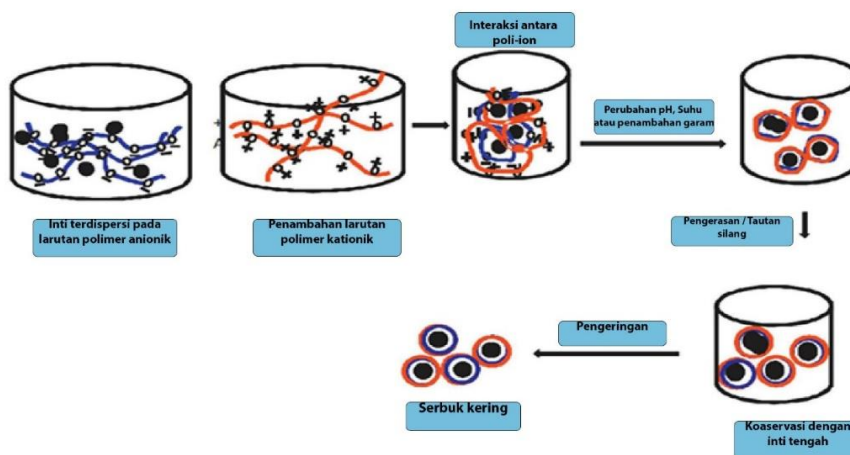 Interaksi antara
poli-ion
Perubahan pH, Suhu
atau penambahan garam
Inti terdispersi pada
larutan polimer anionik
Penambahan larutan
polimer kationik
Pengerasan / Tautan
silang
Pengeringan
Serbuk kering
Koaservasi dengan
inti tengah